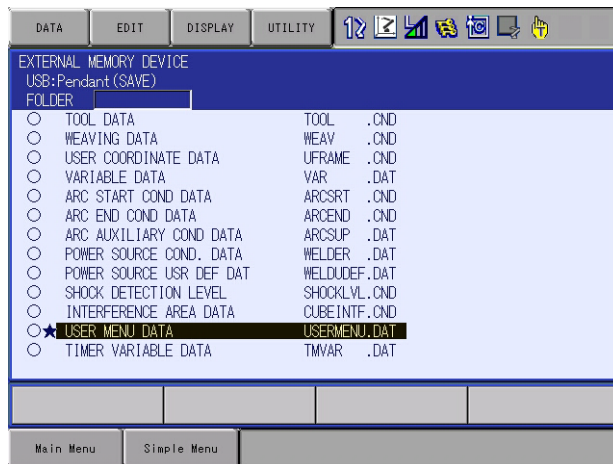 DATA EDIT DISPLAY UTILITY
EXTERNAL MEMORY DEVICE
USB:Pendant(SAVE)
FOLDER
TOOL DATA TOOL .CND
WEAVING DATA WEAV .CND
USER COORDINATE DATA UFRAME .CND
VARIABLE DATA VAR .DAT
ARC START COND DATA ARCSRT .CND
ARC END COND DATA ARCEND .CND
ARC AUXILIARY COND DATA ARCSUP .DAT
POWER SOURCE COND. DATA WELDER .DAT
POWER SOURCE USR DEF DAT WELDUDEF.DAT
SHOCK DETECTION LEVEL SHOCKLVL.CND
INTERFERENCE AREA DATA CUBEINTF.CND
★ USER MENU DATA USERMENU.DAT
TIMER VARIABLE DATA TMVAR .DAT
Main Menu Simple Menu